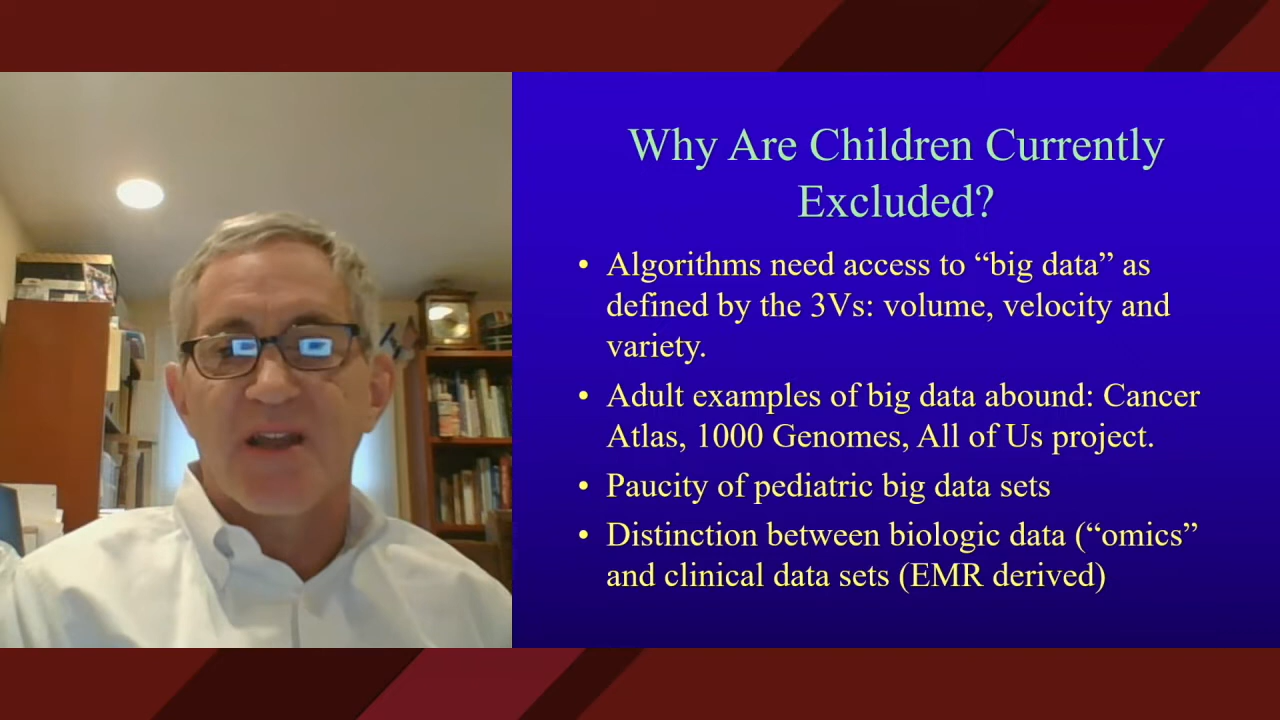 Why Are Children Currently
Excluded?
• Algorithms need access to “big data” as
defined by the 3Vs: volume, velocity and
variety.
• Adult examples of big data abound: Cancer
Atlas, 1000 Genomes, All of Us project.
• Paucity of pediatric big data sets
• Distinction between biologic data (“omics”
and clinical data sets (EMR derived)